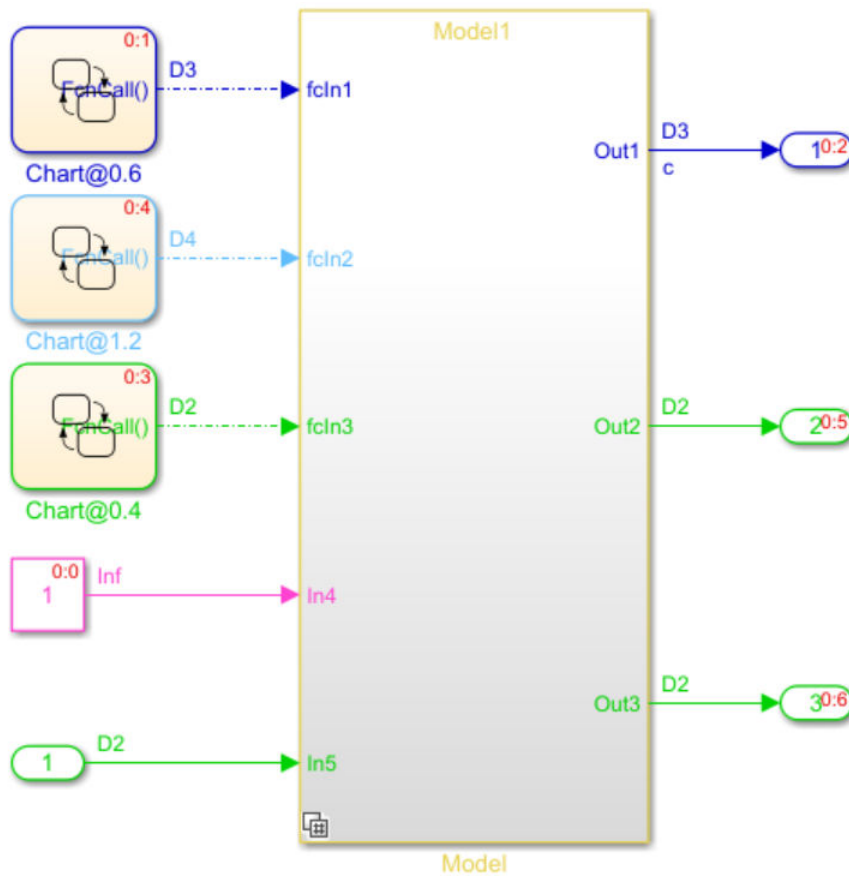 Model1
0:1
FcnCall()
D3
fcIn1
Chart@0.6
Out1
D3
c
1
0:2
0:4
FcnCall()
D4
fcIn2
Chart@1.2
0:3
FcnCall()
D2
fcIn3
Chart@0.4
Out2
D2
2
0:5
0:0
1
Inf
In4
Out3
D2
3
0:6
1
D2
In5
Model